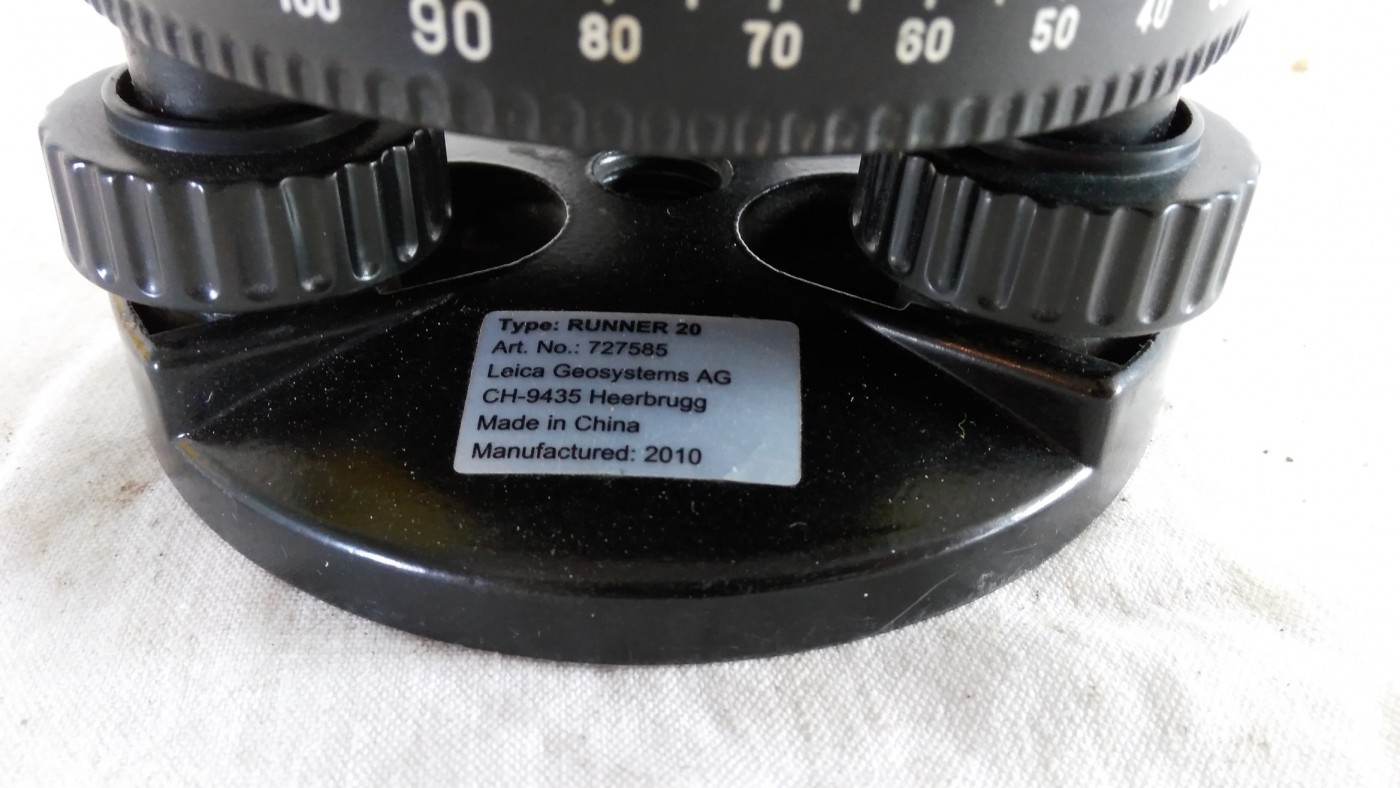 100 90 80 70 60 50 40
Type: RUNNER 20
Art. No.: 727585
Leica Geosystems AG
CH-9435 Heerbrugg
Made in China
Manufactured: 2010